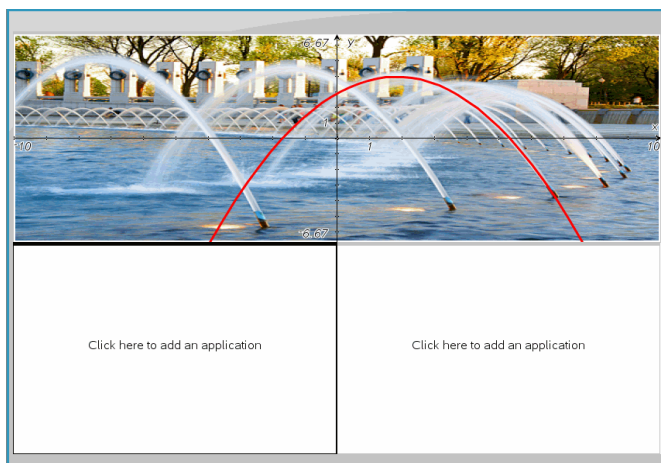 6.67 y
1 x
-10 1 10
-6.67
Click here to add an application Click here to add an application